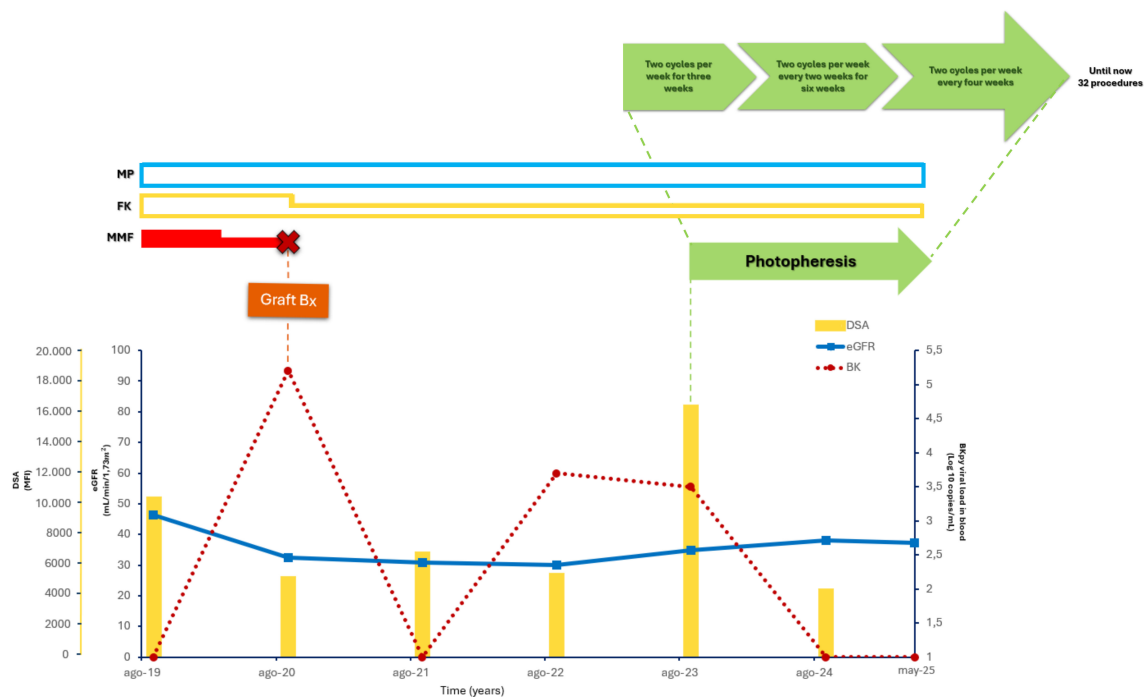 Two cycles per
week for three
weeks
Two cycles per week
every two weeks for
six weeks
Two cycles per week
every four weeks
Until now
32 procedures
MP
FK
MMF
Photopheresis
Graft Bx
DSA
eGFR
BK
20.000
18.000
16.000
14.000
12.000
10.000
8000
6000
4000
2000
0
DSA
(MFI)
100
90
80
70
60
50
40
30
20
10
0
eGFR
(mL/min/1,73m²)
5,5
5
4,5
4
3,5
3
2,5
2
1,5
1
BKpy viral load in blood
(Log 10 copies/mL)
ago-19
ago-20
ago-21
ago-22
ago-23
ago-24
may-25
Time (years)